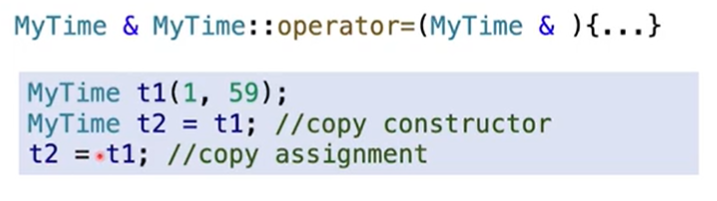 MyTime & MyTime::operator=(MyTime & ){...}
MyTime t1(1, 59);
MyTime t2 = t1; //copy constructor
t2 = t1; //copy assignment